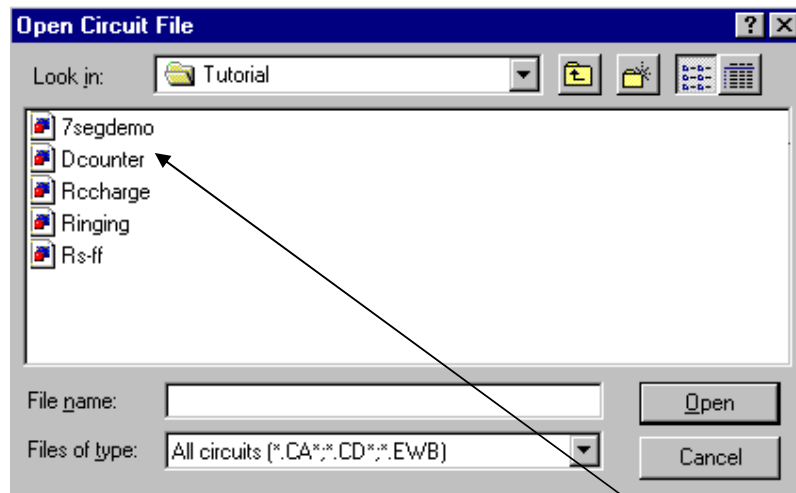 Open Circuit File
Look in: Tutorial
7segdemo
Dcounter
Rccharge
Ringing
Rs-ff
File name: Open
Files of type: All circuits (*.CA*;*.CD*;*.EWB) Cancel